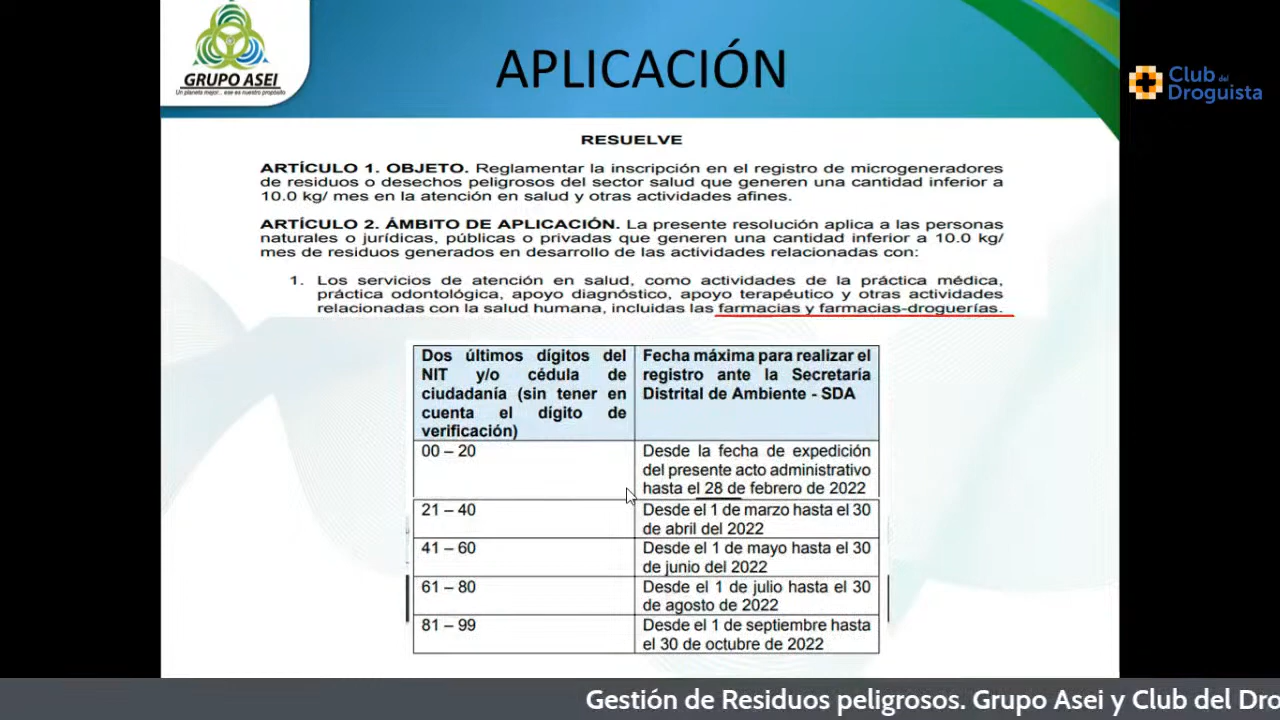 GRUPO ASEI
Un planeta mejor... ese es nuestro propósito
APLICACIÓN
Club del
Droguista
RESUELVE
ARTÍCULO 1. OBJETO. Reglamentar la inscripción en el registro de microgeneradores
de residuos o desechos peligrosos del sector salud que generen una cantidad inferior a
10.0 kg/ mes en la atención en salud y otras actividades afines.
ARTÍCULO 2. ÁMBITO DE APLICACIÓN. La presente resolución aplica a las personas
naturales o jurídicas, públicas o privadas que generen una cantidad inferior a 10.0 kg/
mes de residuos generados en desarrollo de las actividades relacionadas con:
1. Los servicios de atención en salud, como actividades de la práctica médica,
práctica odontológica, apoyo diagnóstico, apoyo terapéutico y otras actividades
relacionadas con la salud humana, incluidas las farmacias y farmacias-droguerías.
Dos últimos dígitos del
NIT y/o cédula de
ciudadanía (sin tener en
cuenta el dígito de
verificación)
Fecha máxima para realizar el
registro ante la Secretaría
Distrital de Ambiente - SDA
00 – 20
Desde la fecha de expedición
del presente acto administrativo
hasta el 28 de febrero de 2022
21 – 40
Desde el 1 de marzo hasta el 30
de abril del 2022
41 – 60
Desde el 1 de mayo hasta el 30
de junio del 2022
61 – 80
Desde el 1 de julio hasta el 30
de agosto de 2022
81 – 99
Desde el 1 de septiembre hasta
el 30 de octubre de 2022
Gestión de Residuos peligrosos. Grupo Asei y Club del Dro